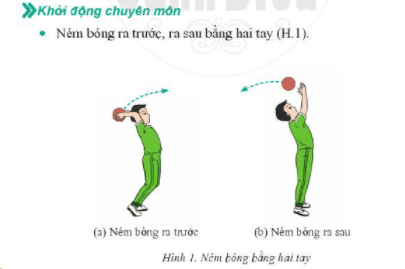 Khởi động chuyên môn
• Ném bóng ra trước, ra sau bằng hai tay (H.1).
(a) Ném bóng ra trước (b) Ném bóng ra sau
Hình 1. Ném bóng bằng hai tay